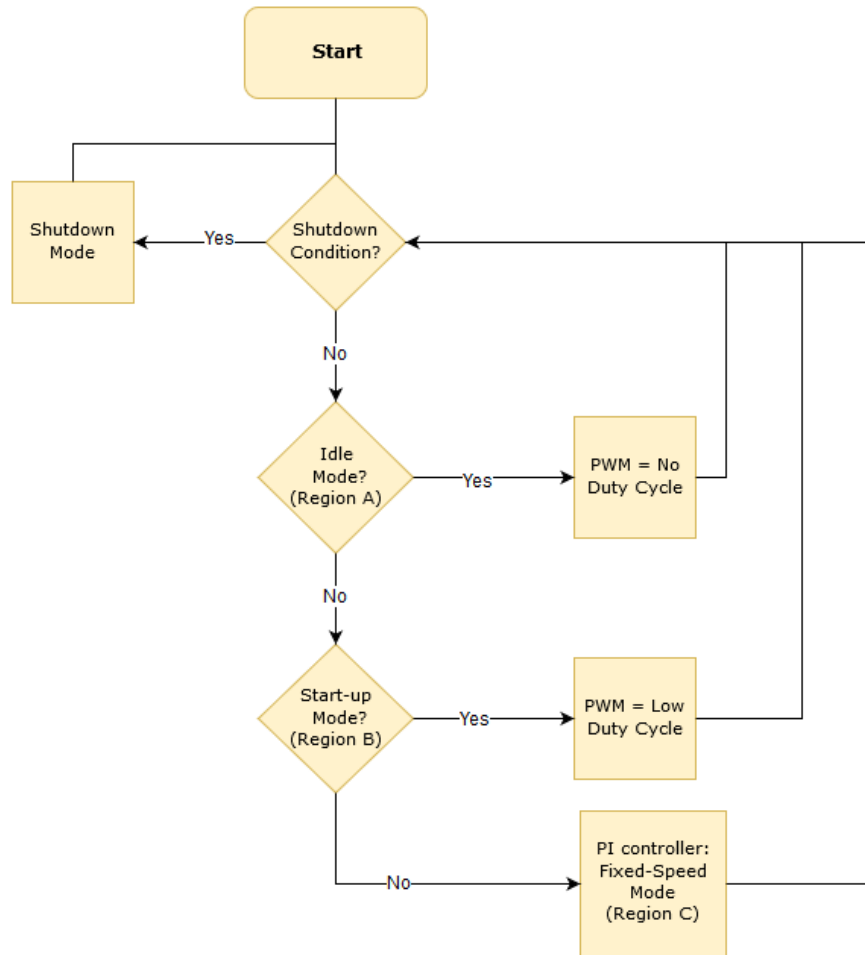 Start
Shutdown
Mode
Yes
Shutdown
Condition?
No
Idle
Mode?
(Region A)
Yes
PWM = No
Duty Cycle
No
Start-up
Mode?
(Region B)
Yes
PWM = Low
Duty Cycle
No
PI controller:
Fixed-Speed
Mode
(Region C)